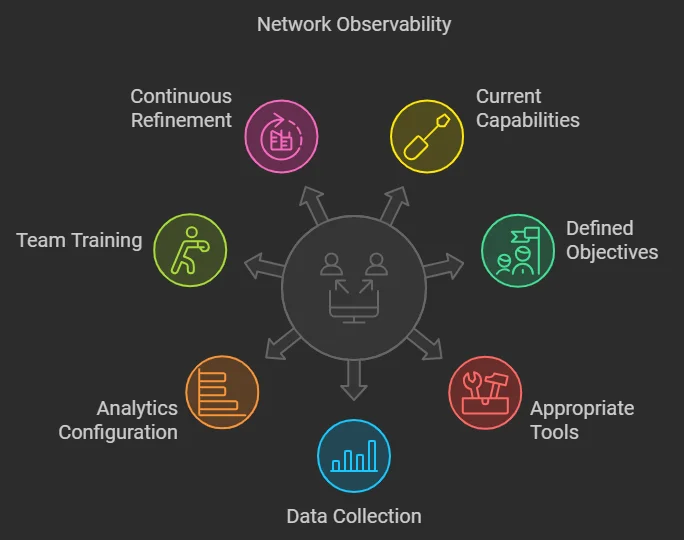 Network Observability
Continuous
Refinement
Current
Capabilities
Team Training
Defined
Objectives
Analytics
Configuration
Appropriate
Tools
Data Collection